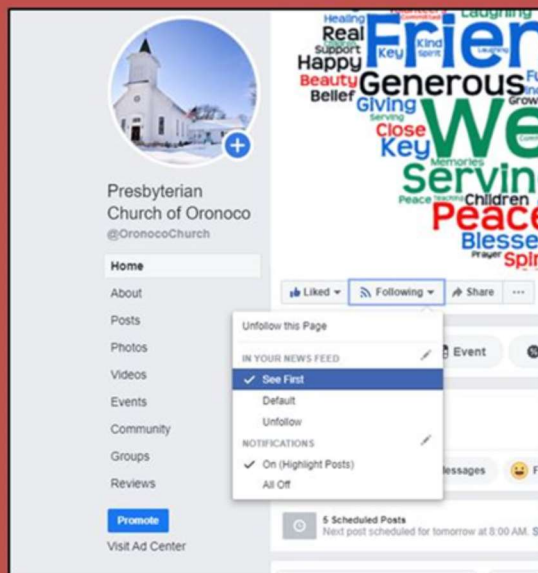 Healing
Committed
Laughing
Real
Support
Happy
Key
Kind
Spirit
Beauty
Generous
Belief
Giving
Serving
Close
Key
Memories
Peace
Children
Prayer
Presbyterian
Church of Oronoco
@OronocoChurch
Home
About
Posts
Photos
Videos
Events
Community
Groups
Reviews
Promote
Visit Ad Center
Liked
Following
Share
Unfollow this Page
IN YOUR NEWS FEED
See First
Default
Unfollow
NOTIFICATIONS
On (Highlight Posts)
All Off
Event
5 Scheduled Posts
Next post scheduled for tomorrow at 8:00 AM.